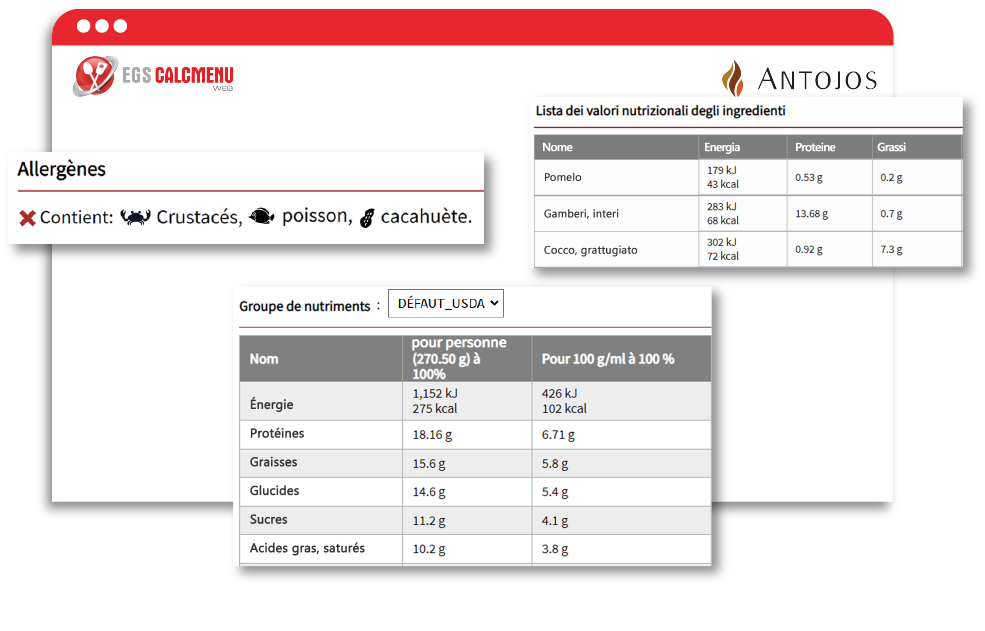 EGS CALCMENU
WEB
ANTOJOS
Lista dei valori nutrizionali degli ingredienti
Nome Energia Proteine Grassi
Pomelo 179 kJ 0.53 g 0.2 g
43 kcal
Gamberi, interi 283 kJ 13.68 g 0.7 g
68 kcal
Cocco, grattugiato 302 kJ 0.92 g 7.3 g
72 kcal
Allergènes
Contient: Crustacés, poisson, cacahuète.
Groupe de nutriments : DÉFAUT_USDA
Nom pour personne (270.50 g) à 100% Pour 100 g/ml à 100 %
Énergie 1,152 kJ 426 kJ
275 kcal 102 kcal
Protéines 18.16 g 6.71 g
Graisses 15.6 g 5.8 g
Glucides 14.6 g 5.4 g
Sucres 11.2 g 4.1 g
Acides gras, saturés 10.2 g 3.8 g